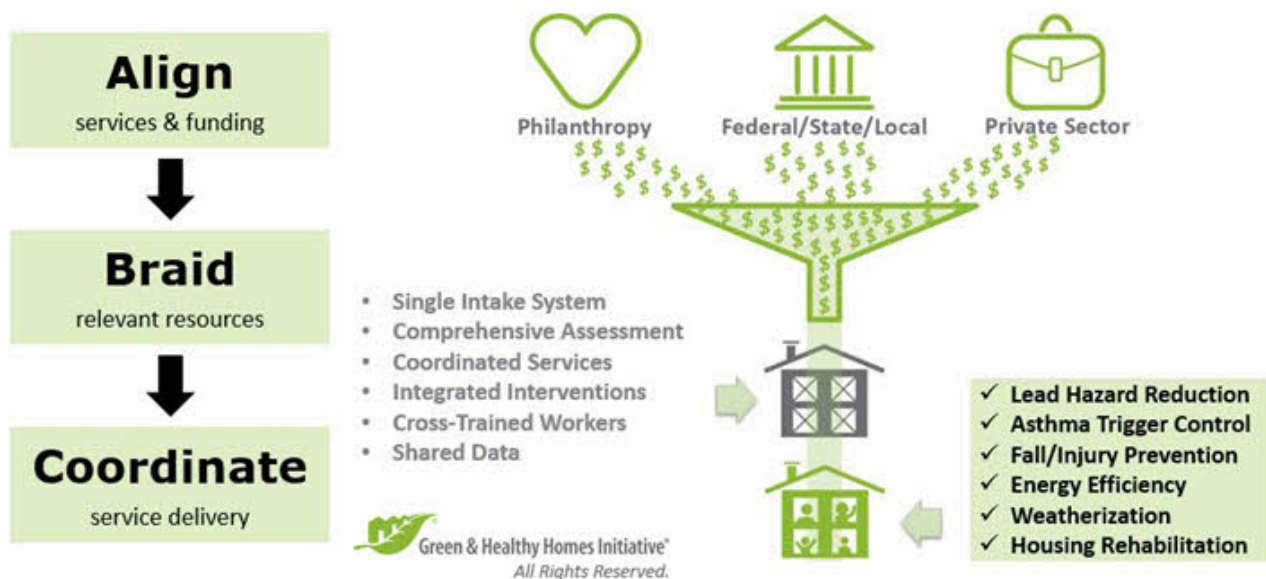 Align
services & funding
Braid
relevant resources
Coordinate
service delivery
Philanthropy
Federal/State/Local
Private Sector
• Single Intake System
• Comprehensive Assessment
• Coordinated Services
• Integrated Interventions
• Cross-Trained Workers
• Shared Data
✓ Lead Hazard Reduction
✓ Asthma Trigger Control
✓ Fall/Injury Prevention
✓ Energy Efficiency
✓ Weatherization
✓ Housing Rehabilitation
Green & Healthy Homes Initiative®
All Rights Reserved.